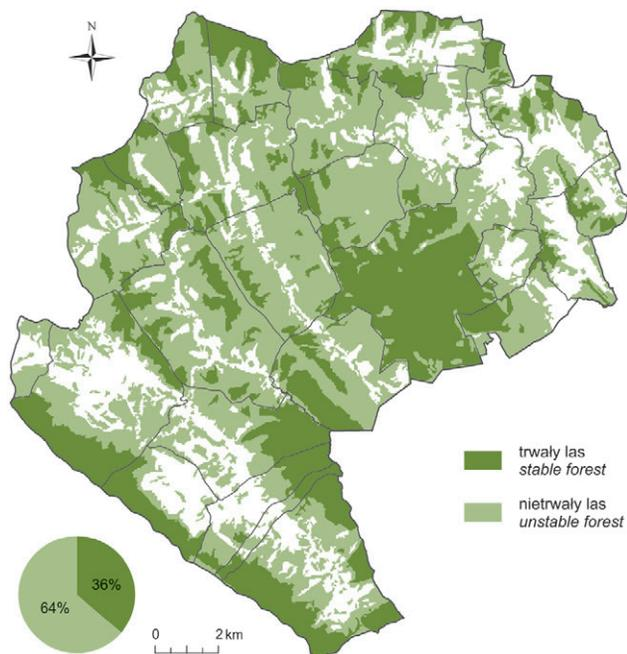 N
trwały las
stable forest
nietrwały las
unstable forest
36%
64%
0 2 km